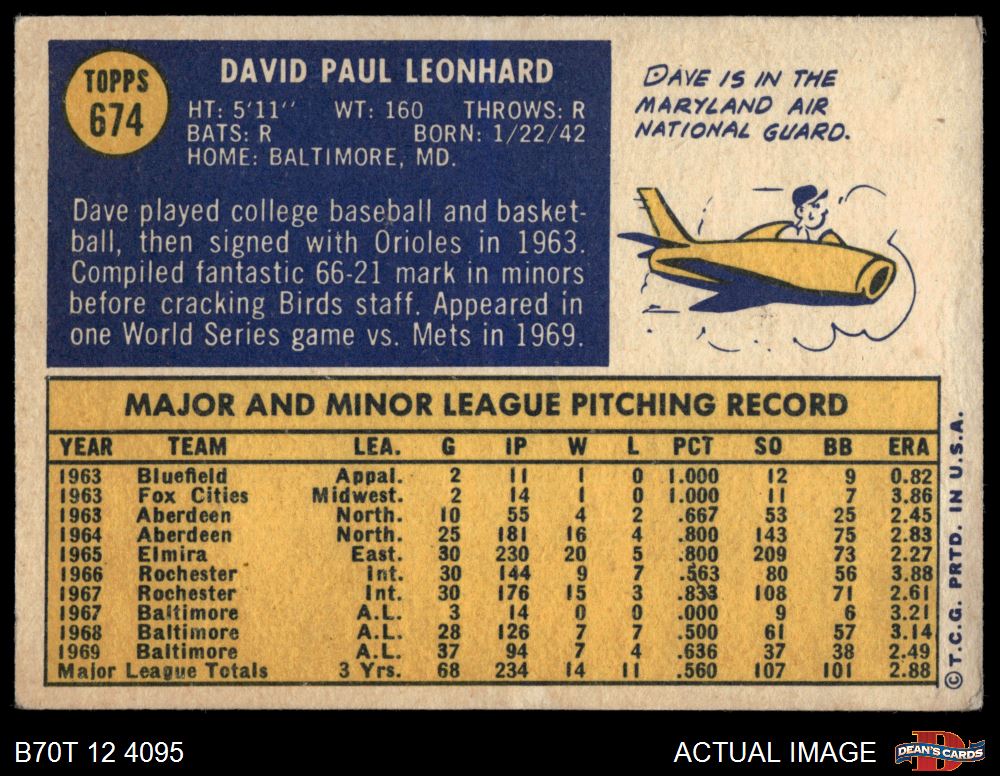 TOPPS
674
DAVID PAUL LEONHARD
HT: 5'11" WT: 160 THROWS: R
BATS: R BORN: 1/22/42
HOME: BALTIMORE, MD.
Dave played college baseball and basket-
ball, then signed with Orioles in 1963.
Compiled fantastic 66-21 mark in minors
before cracking Birds staff. Appeared in
one World Series game vs. Mets in 1969.
DAVE IS IN THE
MARYLAND AIR
NATIONAL GUARD.
MAJOR AND MINOR LEAGUE PITCHING RECORD
YEAR TEAM LEA. G IP W L PCT SO BB ERA
1963 Bluefield Appal. 2 11 1 0 1.000 12 9 0.82
1963 Fox Cities Midwest. 2 14 1 0 1.000 11 7 3.86
1963 Aberdeen North. 10 55 4 2 .667 53 25 2.45
1964 Aberdeen North. 25 181 16 4 .800 143 75 2.83
1965 Elmira East. 30 230 20 5 .800 209 73 2.27
1966 Rochester Int. 30 144 9 7 .563 80 56 3.88
1967 Rochester Int. 30 176 15 3 .833 108 71 2.61
1967 Baltimore A.L. 3 14 0 0 .000 9 6 3.21
1968 Baltimore A.L. 28 126 7 7 .500 61 57 3.14
1969 Baltimore A.L. 37 94 7 4 .636 37 38 2.49
Major League Totals 3 Yrs. 68 234 14 11 .560 107 101 2.88
©T.C.G. PRTD. IN U.S.A.
B70T 12 4095
ACTUAL IMAGE
DEAN'S CARDS